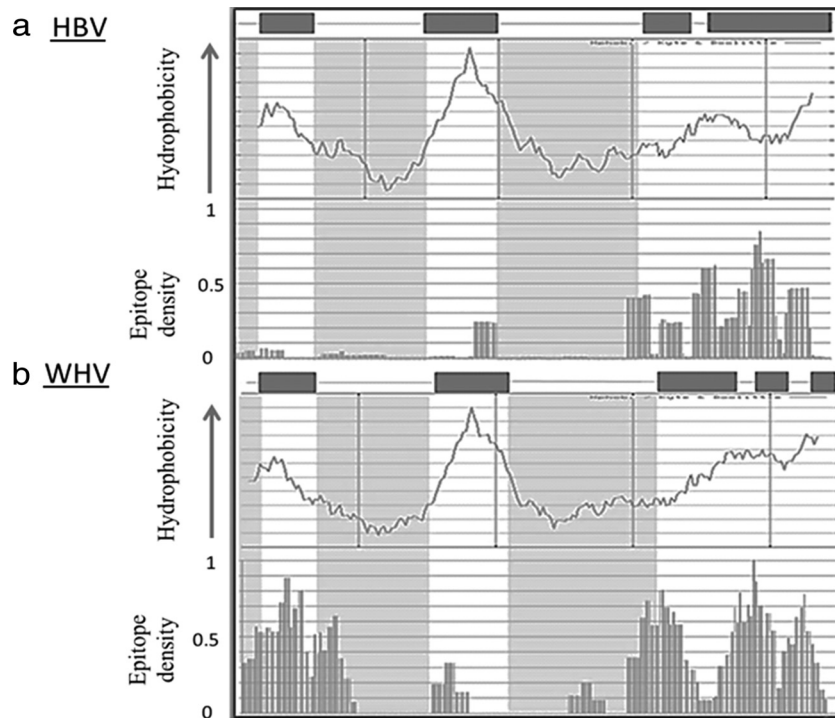 a HBV
Hydrophobicity
1
Epitope
density
0.5
0
b WHV
Hydrophobicity
1
Epitope
density
0.5
0